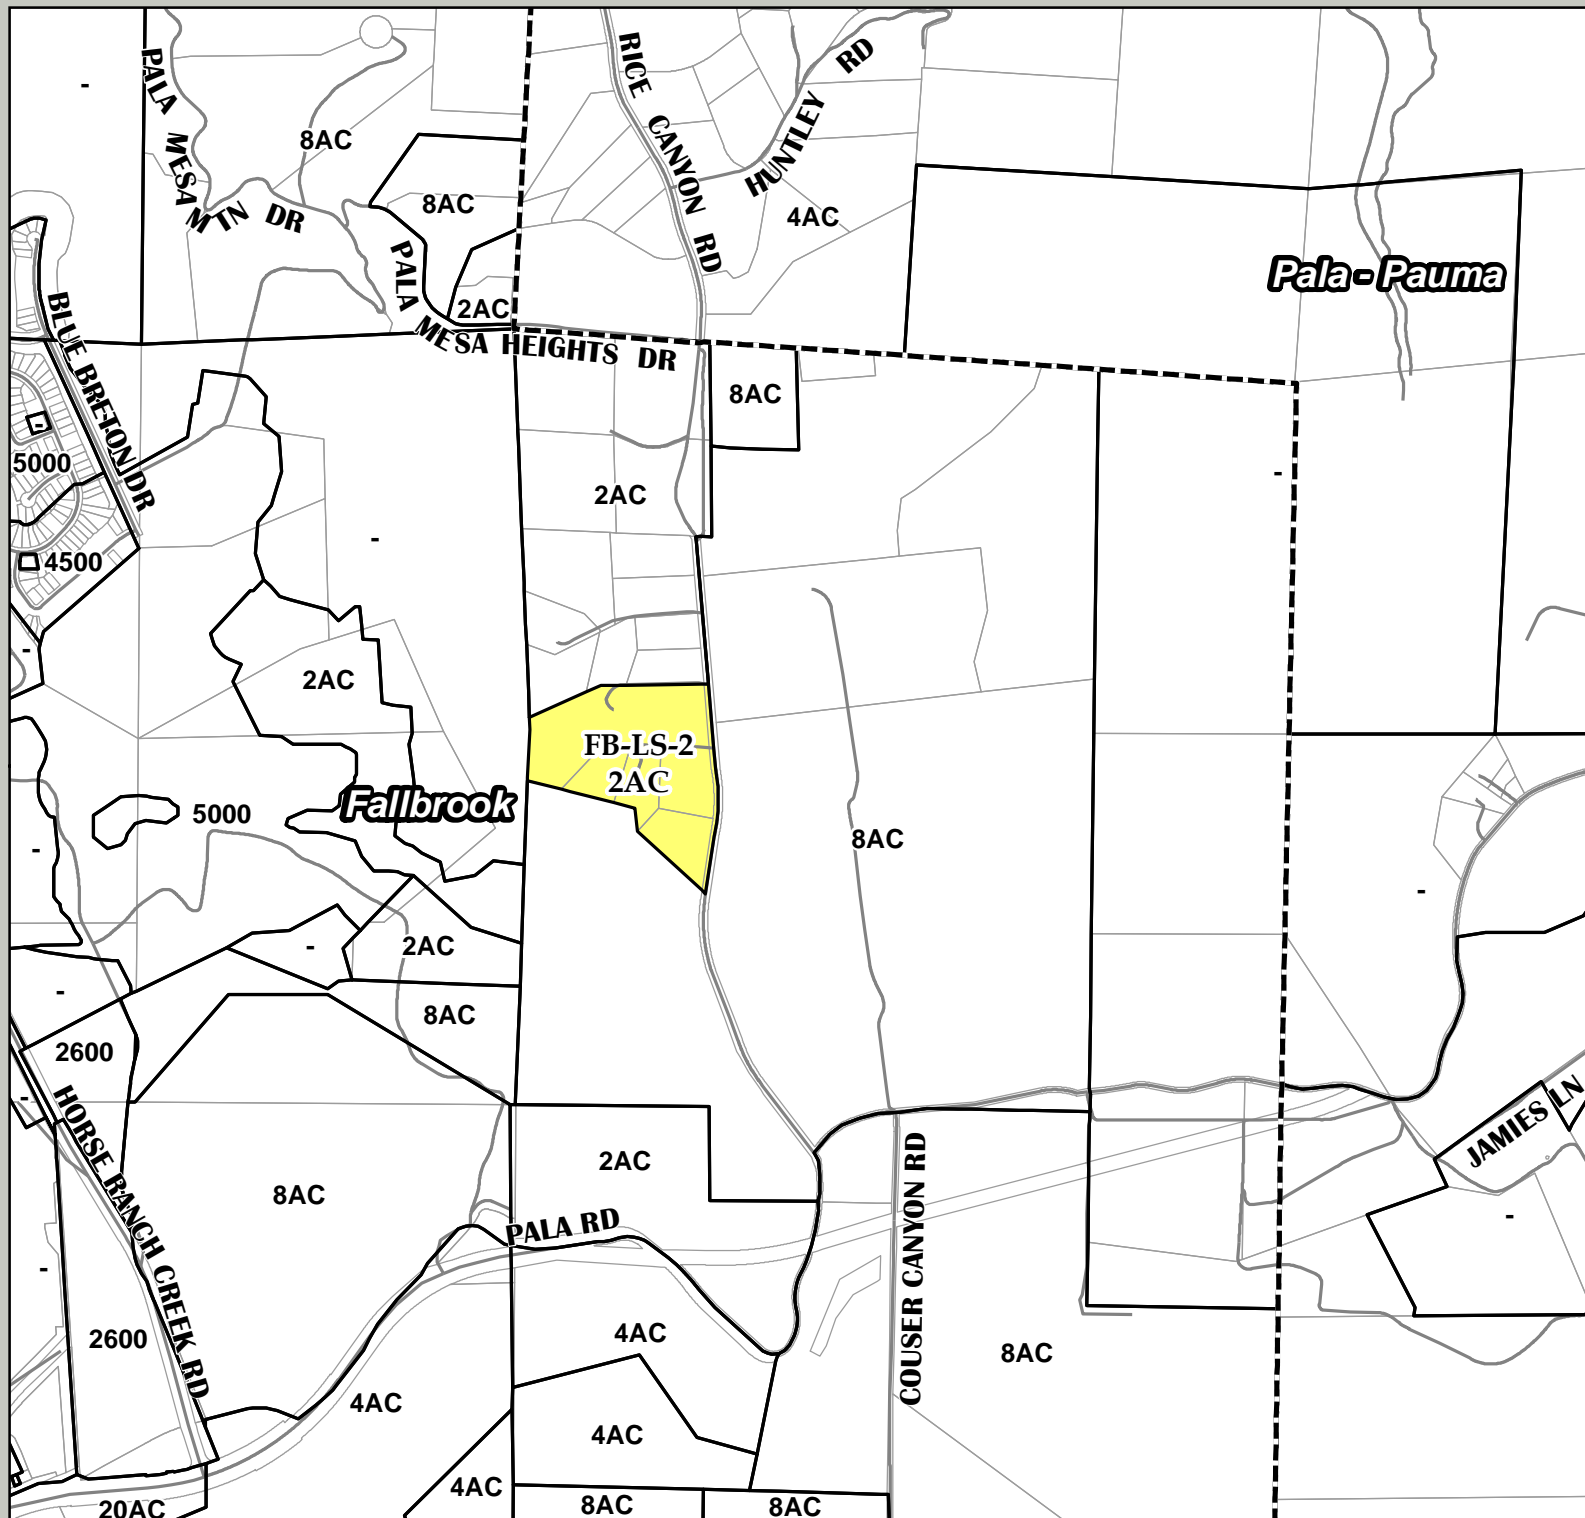 PALA MESA MTN DR
RICE CANYON RD
HUNTLEY RD
-
8AC
8AC
4AC
Pala - Pauma
2AC
PALA MESA HEIGHTS DR
BLUE BRETON DR
8AC
-
5000
2AC
-
-
4500
-
-
2AC
FB-LS-2
2AC
Fallbrook
5000
8AC
-
-
2AC
-
-
8AC
2600
-
HORSE RANCH CREEK RD
JAMIES LN
2AC
COUSER CANYON RD
8AC
PALA RD
-
-
2600
4AC
8AC
4AC
4AC
4AC
8AC
8AC
20AC